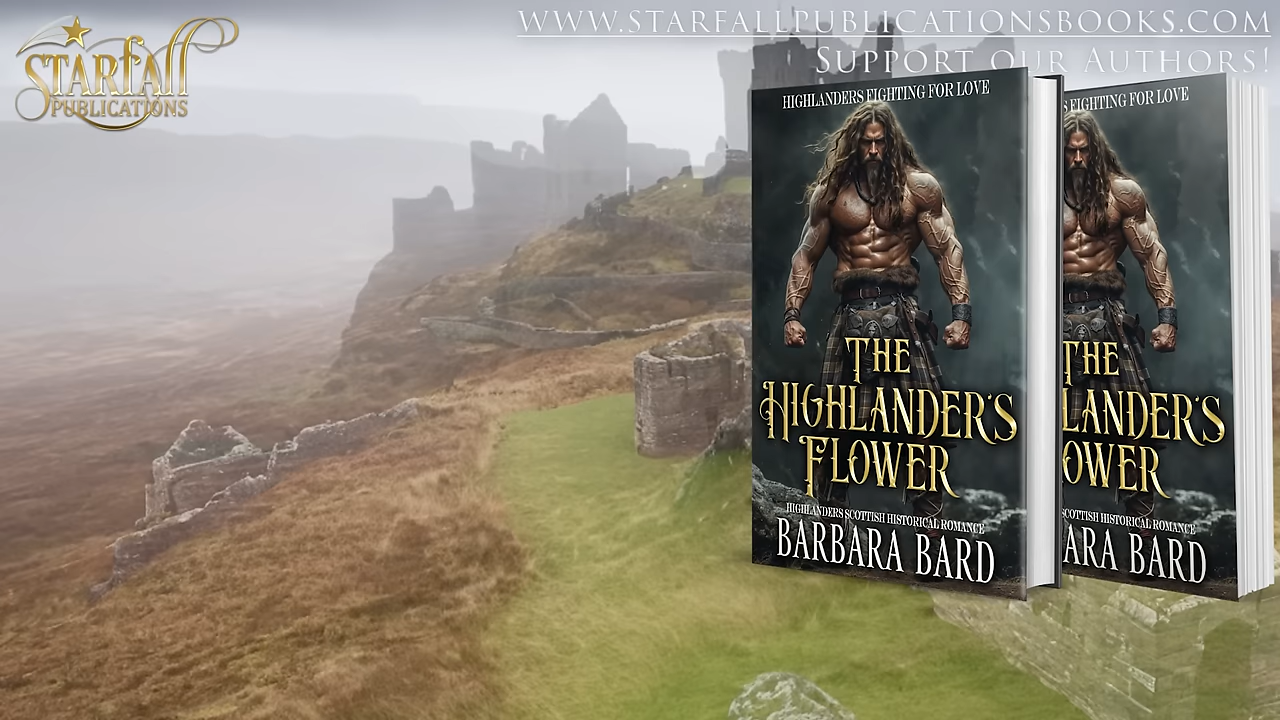 STARfall
PUBLICATIONS
WWW.STARFALLPUBLICATIONSBOOKS.COM
SUPPORT OUR AUTHORS!
HIGHLANDERS FIGHTING FOR LOVE
THE
HIGHLANDER'S
FLOWER
HIGHLANDERS SCOTTISH HISTORICAL ROMANCE
BARBARA BARD
S FIGHTING FOR LOVE
THE
LANDER'S
OWER
SCOTTISH HISTORICAL ROMANCE
ARA BARD